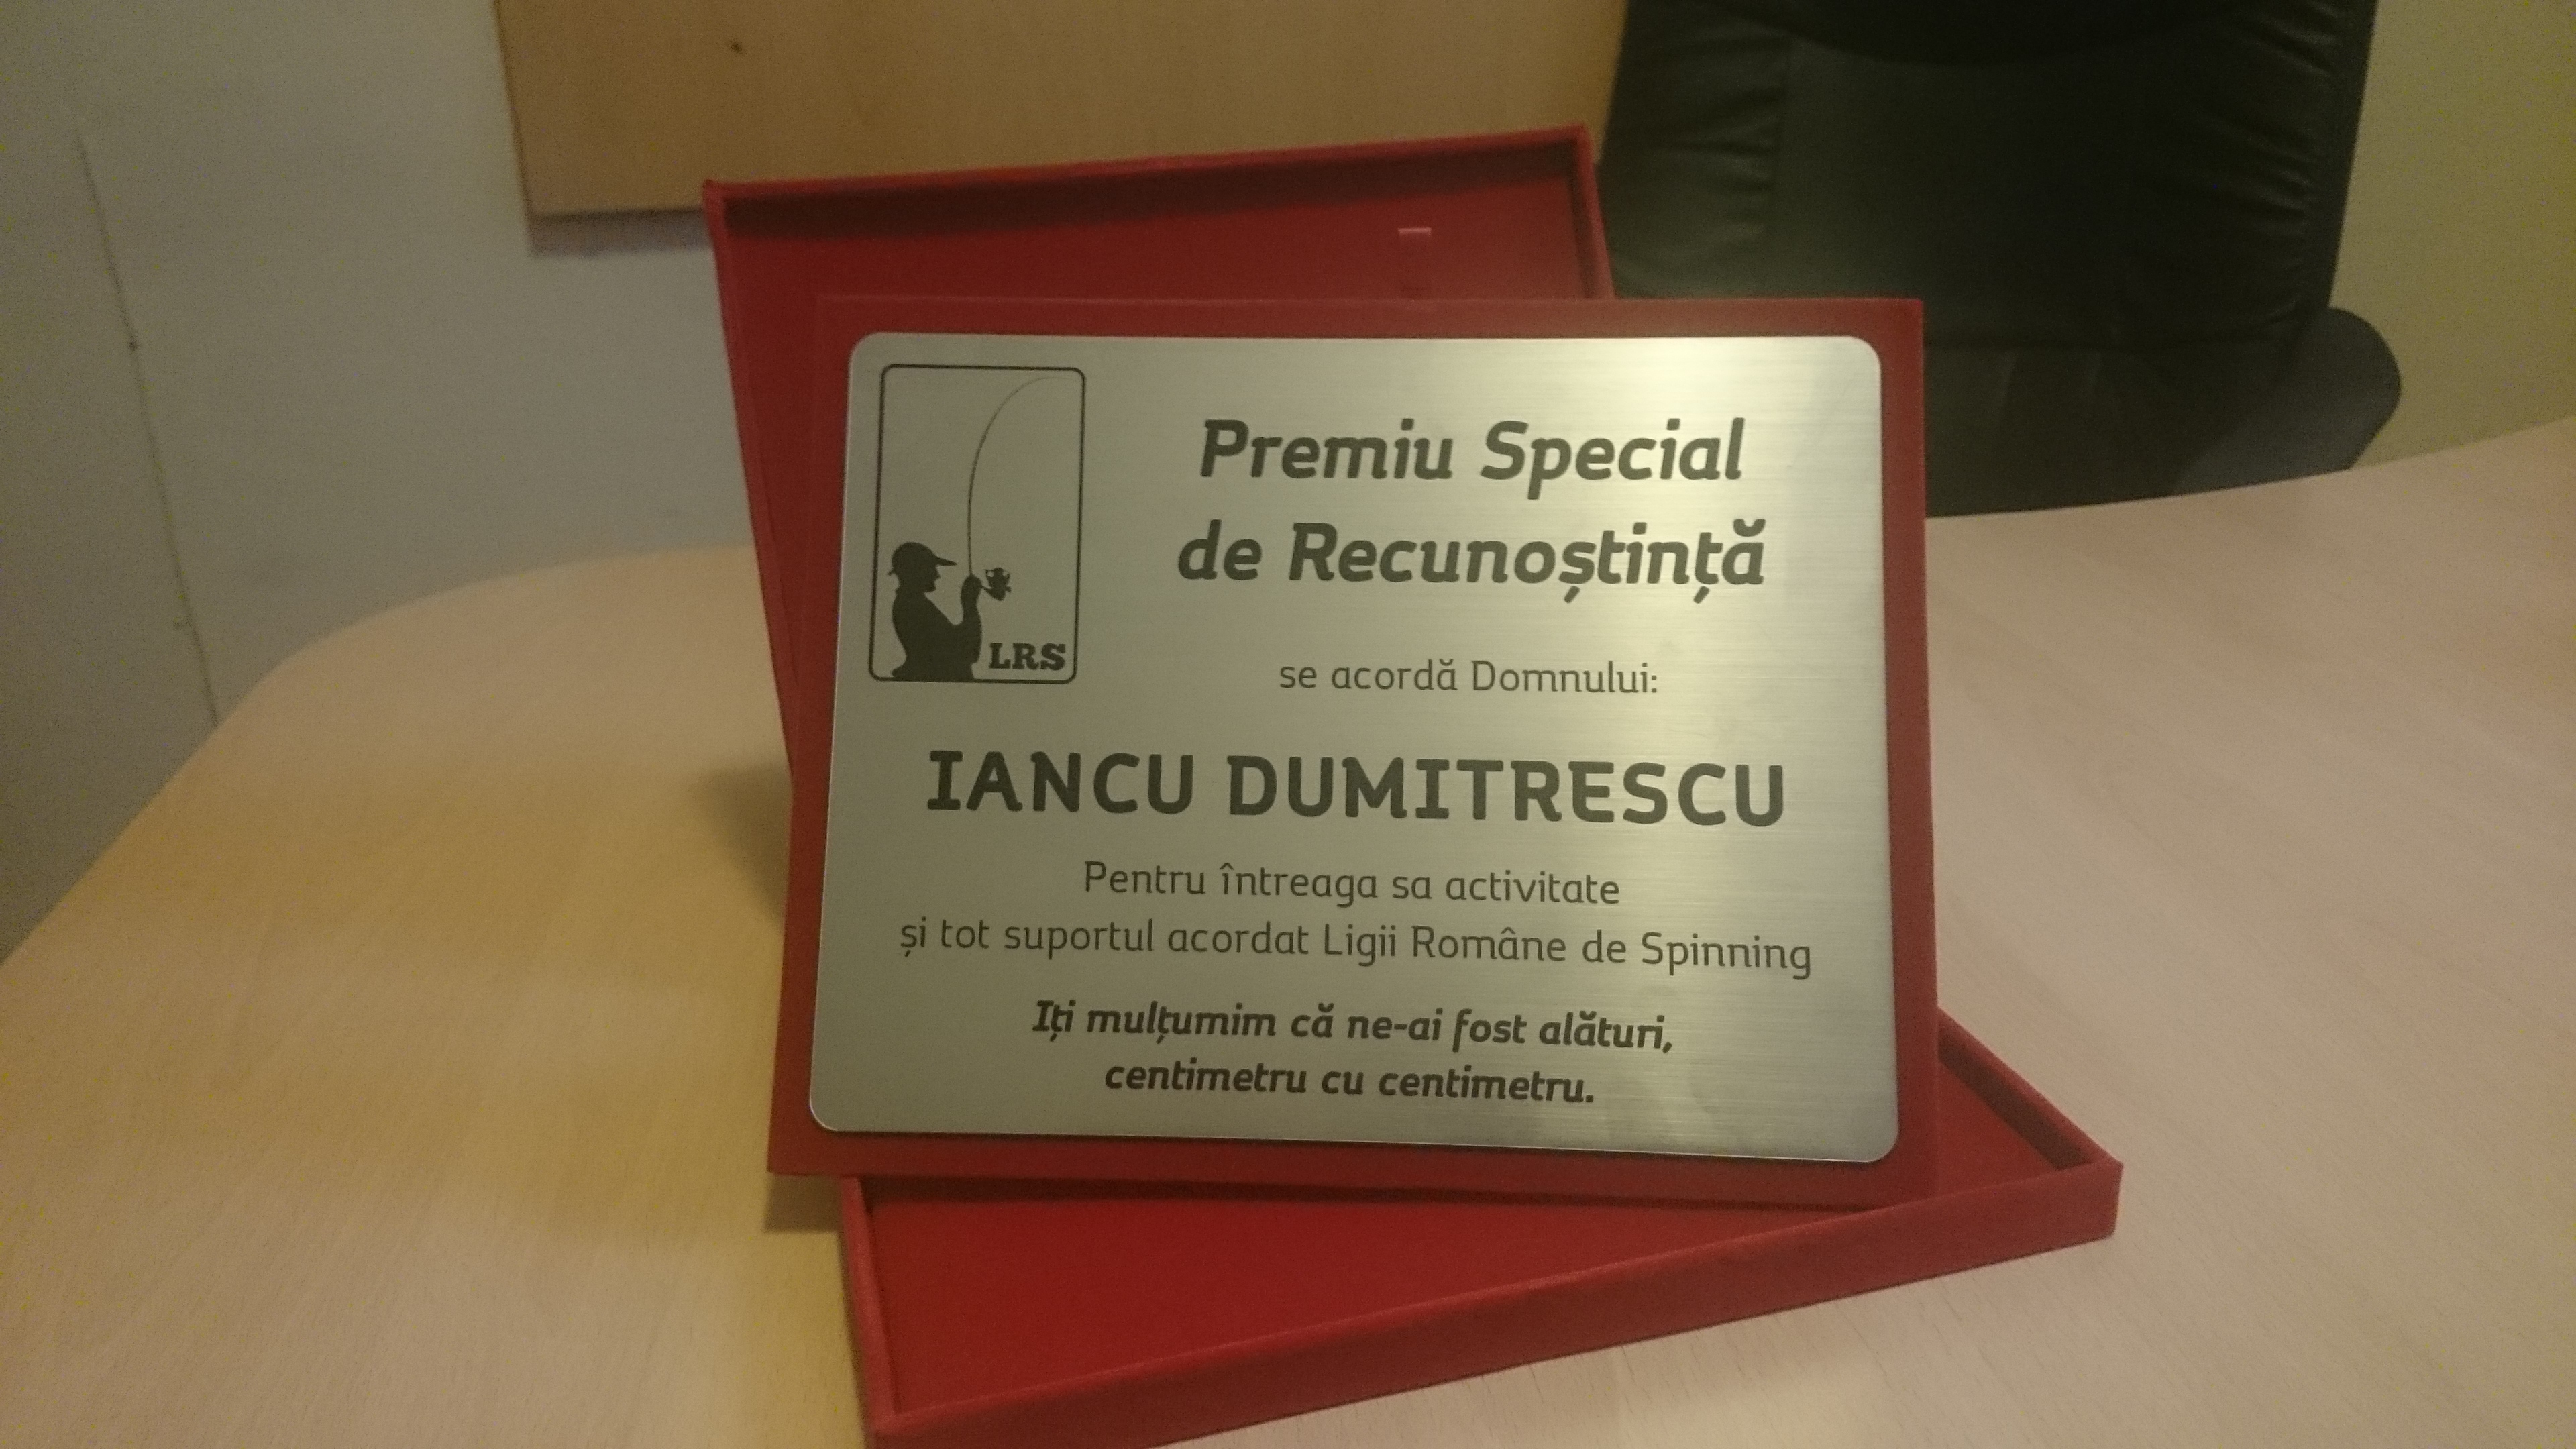 LRS
Premiu Special
de Recunoștință
se acordă Domnului:
IANCU DUMITRESCU
Pentru întreaga sa activitate
și tot suportul acordat Ligii Române de Spinning
Iți mulțumim că ne-ai fost alături,
centimetru cu centimetru.